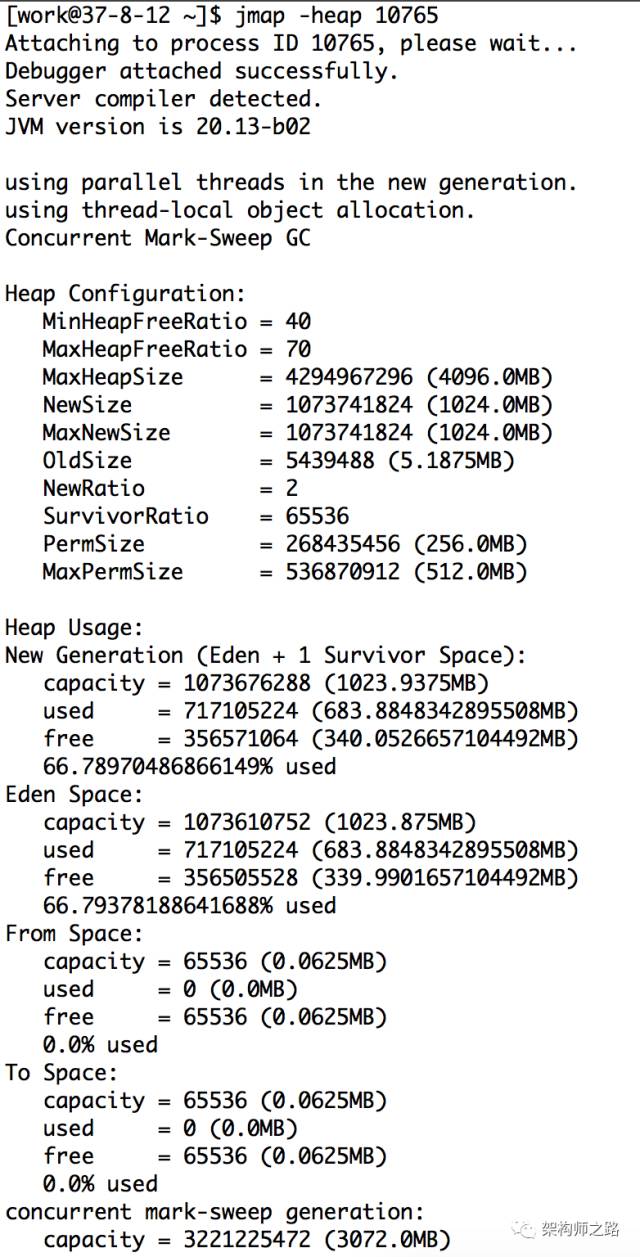 [work@37-8-12 ~]$ jmap -heap 10765
Attaching to process ID 10765, please wait...
Debugger attached successfully.
Server compiler detected.
JVM version is 20.13-b02

using parallel threads in the new generation.
using thread-local object allocation.
Concurrent Mark-Sweep GC

Heap Configuration:
   MinHeapFreeRatio = 40
   MaxHeapFreeRatio = 70
   MaxHeapSize      = 4294967296 (4096.0MB)
   NewSize          = 1073741824 (1024.0MB)
   MaxNewSize       = 1073741824 (1024.0MB)
   OldSize          = 5439488 (5.1875MB)
   NewRatio         = 2
   SurvivorRatio    = 65536
   PermSize         = 268435456 (256.0MB)
   MaxPermSize      = 536870912 (512.0MB)

Heap Usage:
New Generation (Eden + 1 Survivor Space):
   capacity = 1073676288 (1023.9375MB)
   used     = 717105224 (683.8848342895508MB)
   free     = 356571064 (340.0526657104492MB)
   66.78970486866149% used
Eden Space:
   capacity = 1073610752 (1023.875MB)
   used     = 717105224 (683.8848342895508MB)
   free     = 356505528 (339.9901657104492MB)
   66.79378188641688% used
From Space:
   capacity = 65536 (0.0625MB)
   used     = 0 (0.0MB)
   free     = 65536 (0.0625MB)
   0.0% used
To Space:
   capacity = 65536 (0.0625MB)
   used     = 0 (0.0MB)
   free     = 65536 (0.0625MB)
   0.0% used
concurrent mark-sweep generation:
   capacity = 3221225472 (3072.0MB)
架构师之路